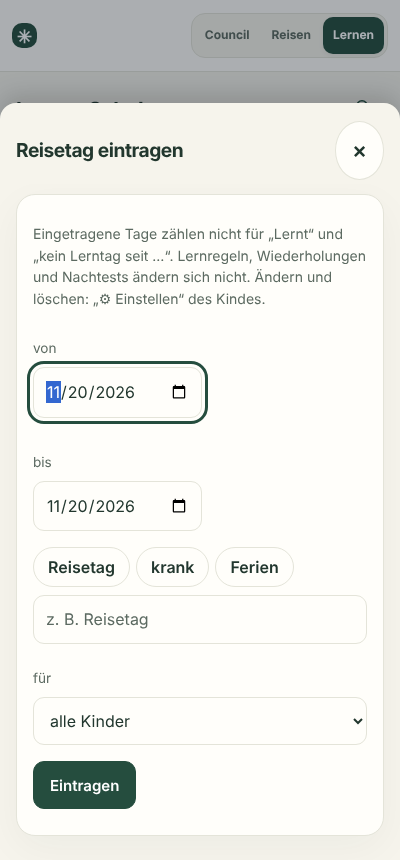 Council Reisen Lernen
Reisetag eintragen
×
Eingetragene Tage zählen nicht für „Lernt“ und
„kein Lerntag seit …“. Lernregeln, Wiederholungen
und Nachtests ändern sich nicht. Ändern und
löschen: „⚙ Einstellen“ des Kindes.
von
11/20/2026
bis
11/20/2026
Reisetag krank Ferien
z. B. Reisetag
für
alle Kinder
Eintragen